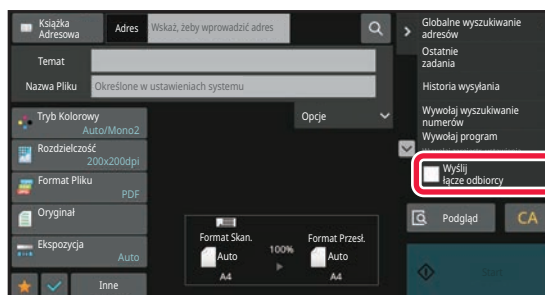 Książka
Adresowa
Adres
Wskaż, żeby wprowadzić adres
Temat
Nazwa Pliku
Określone w ustawieniach systemu
Tryb Kolorowy
Auto/Mono2
Rozdzielczość
200x200dpi
Format Pliku
PDF
Oryginał
Ekspozycja
Auto
Inne
Opcje
Format Skan.
Auto
A4
100%
Format Przesł.
Auto
A4
Globalne wyszukiwanie
adresów
Ostatnie
zadania
Historia wysyłania
Wywołaj wyszukiwanie
numerów
Wywołaj program
Wyślij
łącze odbiorcy
Podgląd
CA
Start